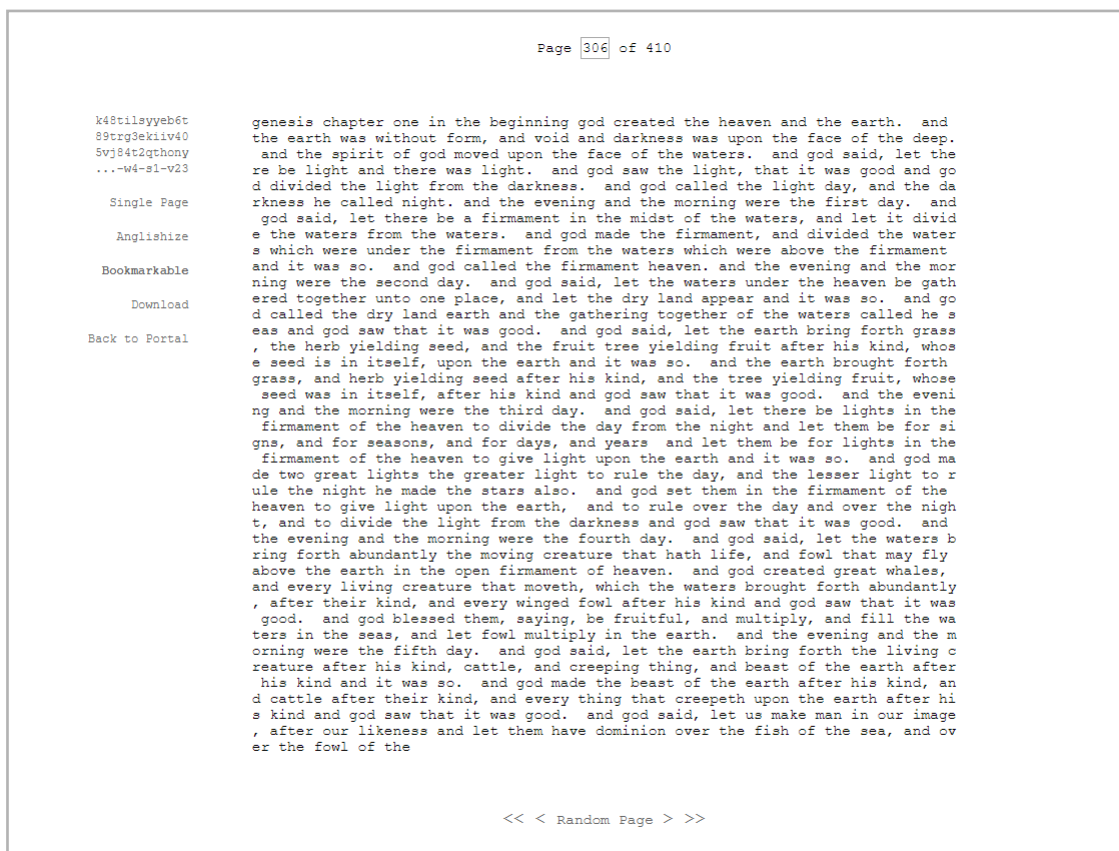 Page 306 of 410
k48tilsyyeb6t
89trg3ekiiv40
5vj84t2qthony
...-w4-s1-v23
Single Page
Anglishize
Bookmarkable
Download
Back to Portal
genesis chapter one in the beginning god created the heaven and the earth.  and
the earth was without form, and void and darkness was upon the face of the deep.
 and the spirit of god moved upon the face of the waters.  and god said, let the
re be light and there was light.  and god saw the light, that it was good and go
d divided the light from the darkness.  and god called the light day, and the da
rkness he called night. and the evening and the morning were the first day.  and
 god said, let there be a firmament in the midst of the waters, and let it divid
e the waters from the waters.  and god made the firmament, and divided the water
s which were under the firmament from the waters which were above the firmament
and it was so.  and god called the firmament heaven. and the evening and the mor
ning were the second day.  and god said, let the waters under the heaven be gath
ered together unto one place, and let the dry land appear and it was so.  and go
d called the dry land earth and the gathering together of the waters called he s
eas and god saw that it was good.  and god said, let the earth bring forth grass
, the herb yielding seed, and the fruit tree yielding fruit after his kind, whos
e seed is in itself, upon the earth and it was so.  and the earth brought forth
grass, and herb yielding seed after his kind, and the tree yielding fruit, whose
 seed was in itself, after his kind and god saw that it was good.  and the eveni
ng and the morning were the third day.  and god said, let there be lights in the
 firmament of the heaven to divide the day from the night and let them be for si
gns, and for seasons, and for days, and years  and let them be for lights in the
 firmament of the heaven to give light upon the earth and it was so.  and god ma
de two great lights the greater light to rule the day, and the lesser light to r
ule the night he made the stars also.  and god set them in the firmament of the
heaven to give light upon the earth,  and to rule over the day and over the nigh
t, and to divide the light from the darkness and god saw that it was good.  and
the evening and the morning were the fourth day.  and god said, let the waters b
ring forth abundantly the moving creature that hath life, and fowl that may fly
above the earth in the open firmament of heaven.  and god created great whales,
and every living creature that moveth, which the waters brought forth abundantly
, after their kind, and every winged fowl after his kind and god saw that it was
 good.  and god blessed them, saying, be fruitful, and multiply, and fill the wa
ters in the seas, and let fowl multiply in the earth.  and the evening and the m
orning were the fifth day.  and god said, let the earth bring forth the living c
reature after his kind, cattle, and creeping thing, and beast of the earth after
 his kind and it was so.  and god made the beast of the earth after his kind, an
d cattle after their kind, and every thing that creepeth upon the earth after hi
s kind and god saw that it was good.  and god said, let us make man in our image
, after our likeness and let them have dominion over the fish of the sea, and ov
er the fowl of the
<< < Random Page > >>